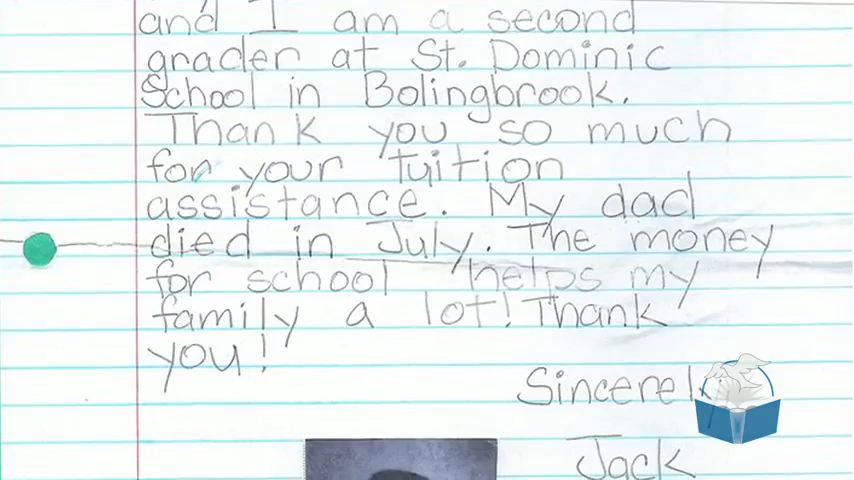 and I am a second
grader at St. Dominic
School in Bolingbrook.
Thank you so much
for your tuition
assistance. My dad
died in July. The money
for school helps my
family a lot! Thank
you!
Sincerely
Jack